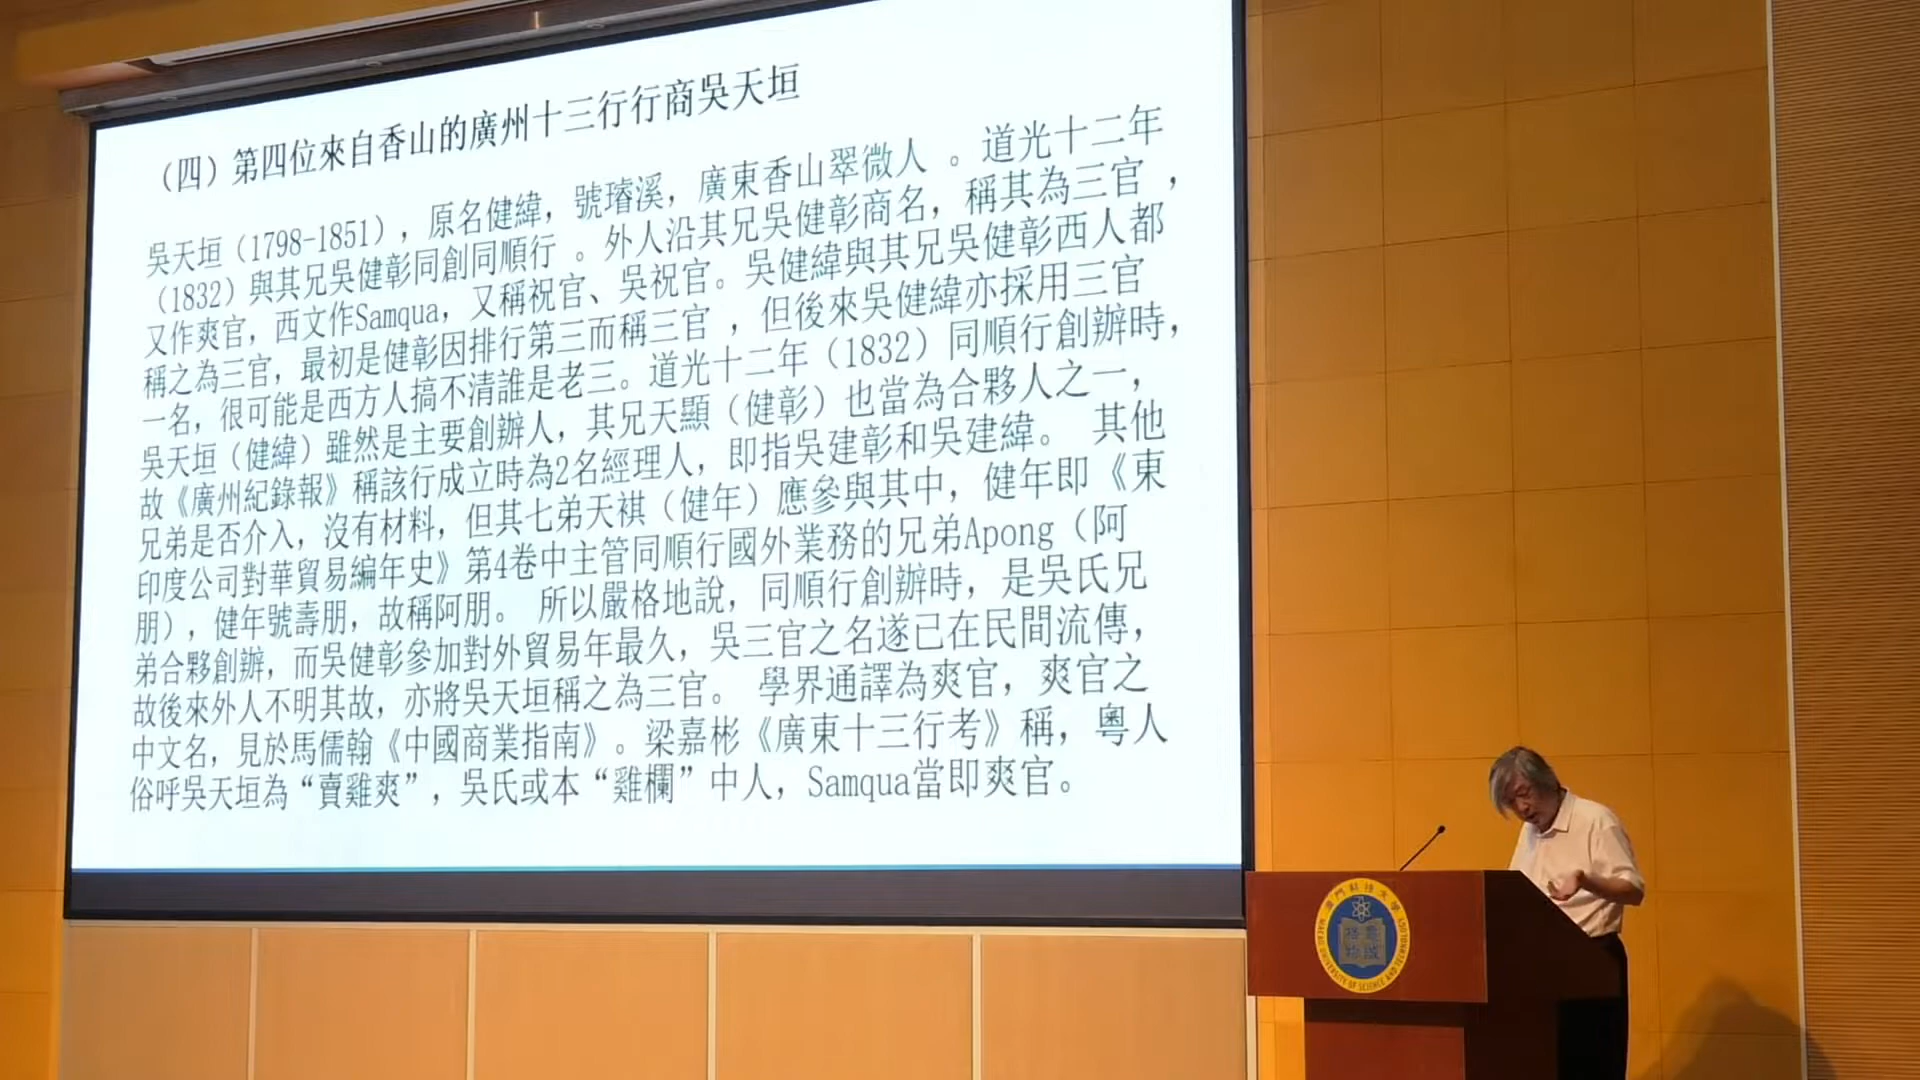 （四）第四位來自香山的廣州十三行行商吳天垣
吳天垣（1798-1851），原名健緯，號璿溪，廣東香山翠微人 。道光十二年
（1832）與其兄吳健彰同創同順行 。外人沿其兄吳健彰商名，稱其為三官 ，
又作爽官，西文作Samqua，又稱祝官、吳祝官。吳健緯與其兄吳健彰西人都
稱之為三官，最初是健彰因排行第三而稱三官 ，但後來吳健緯亦採用三官
一名，很可能是西方人搞不清誰是老三。道光十二年（1832）同順行創辦時，
吳天垣（健緯）雖然是主要創辦人，其兄天顯（健彰）也當為合夥人之一，
故《廣州紀錄報》稱該行成立時為2名經理人，即指吳建彰和吳建緯。 其他
兄弟是否介入，沒有材料，但其七弟天祺（健年）應參與其中，健年即《東
印度公司對華貿易編年史》第4卷中主管同順行國外業務的兄弟Apong（阿
朋），健年號壽朋，故稱阿朋。 所以嚴格地說，同順行創辦時，是吳氏兄
弟合夥創辦，而吳健彰參加對外貿易年最久，吳三官之名遂已在民間流傳，
故後來外人不明其故，亦將吳天垣稱之為三官。 學界通譯為爽官，爽官之
中文名，見於馬儒翰《中國商業指南》。梁嘉彬《廣東十三行考》稱，粵人
俗呼吳天垣為“賣雞爽”，吳氏或本“雞欄”中人，Samqua當即爽官。
澳門科技大學
MACAU UNIVERSITY OF SCIENCE AND TECHNOLOGY